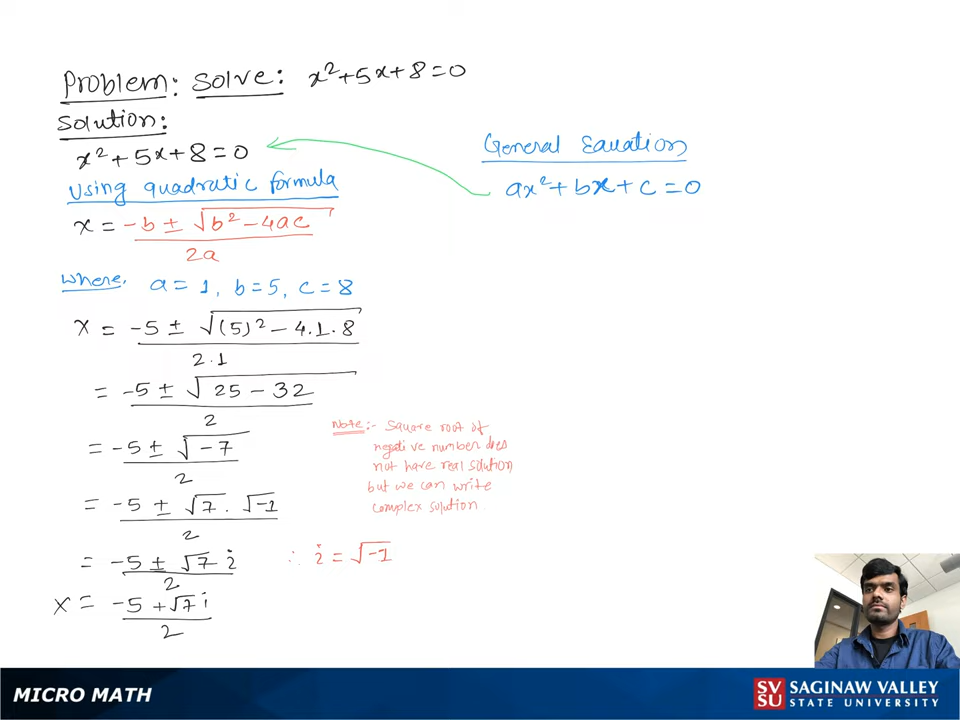 Problem: Solve: x²+5x+8=0
Solution:
x²+5x+8=0
General Equation
ax²+bx+c=0
Using quadratic formula
x = -b ± √b²-4ac / 2a
Where, a=1, b=5, c=8
x = -5 ± √(5)²-4.1.8 / 2.1
= -5 ± √25-32 / 2
= -5 ± √-7 / 2
= -5 ± √7 . √-1 / 2
= -5 ± √7 i / 2
∴ i = √-1
x = -5+√7 i / 2
Note:- Square root of
negative number does
not have real solution
but we can write
complex solution.
MICRO MATH
SV
SU
SAGINAW VALLEY
STATE UNIVERSITY